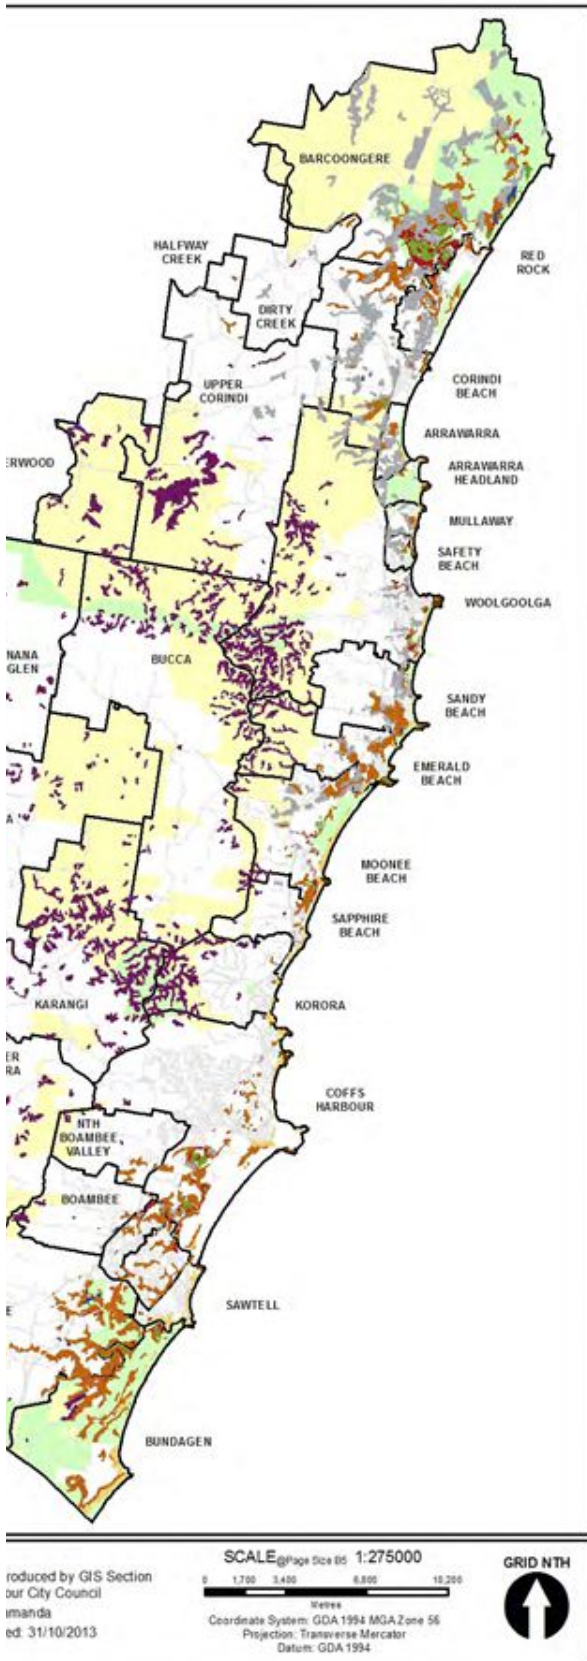 BARCOONGERE
RED
ROCK
HALFWAY
CREEK
DIRTY
CREEK
UPPER
CORINDI
CORINDI
BEACH
ARRAWARRA
ERWOOD
ARRAWARRA
HEADLAND
MULLAWAY
SAFETY
BEACH
WOOLGOOLGA
NANA
GLEN
BUCCA
SANDY
BEACH
EMERALD
BEACH
A
MOONEE
BEACH
SAPPHIRE
BEACH
KARANGI
KORORA
ER
RA
COFFS
HARBOUR
NTH
BOAMBEE
VALLEY
BOAMBEE
SAWTELL
E
BUNDAGEN
roduced by GIS Section
our City Council
manda
ed: 31/10/2013
SCALE @Page Size B5 1:275000
0 1,700 3,400 6,800 10,200
Metres
Coordinate System: GDA 1994 MGA Zone 56
Projection: Transverse Mercator
Datum: GDA 1994
GRID NTH